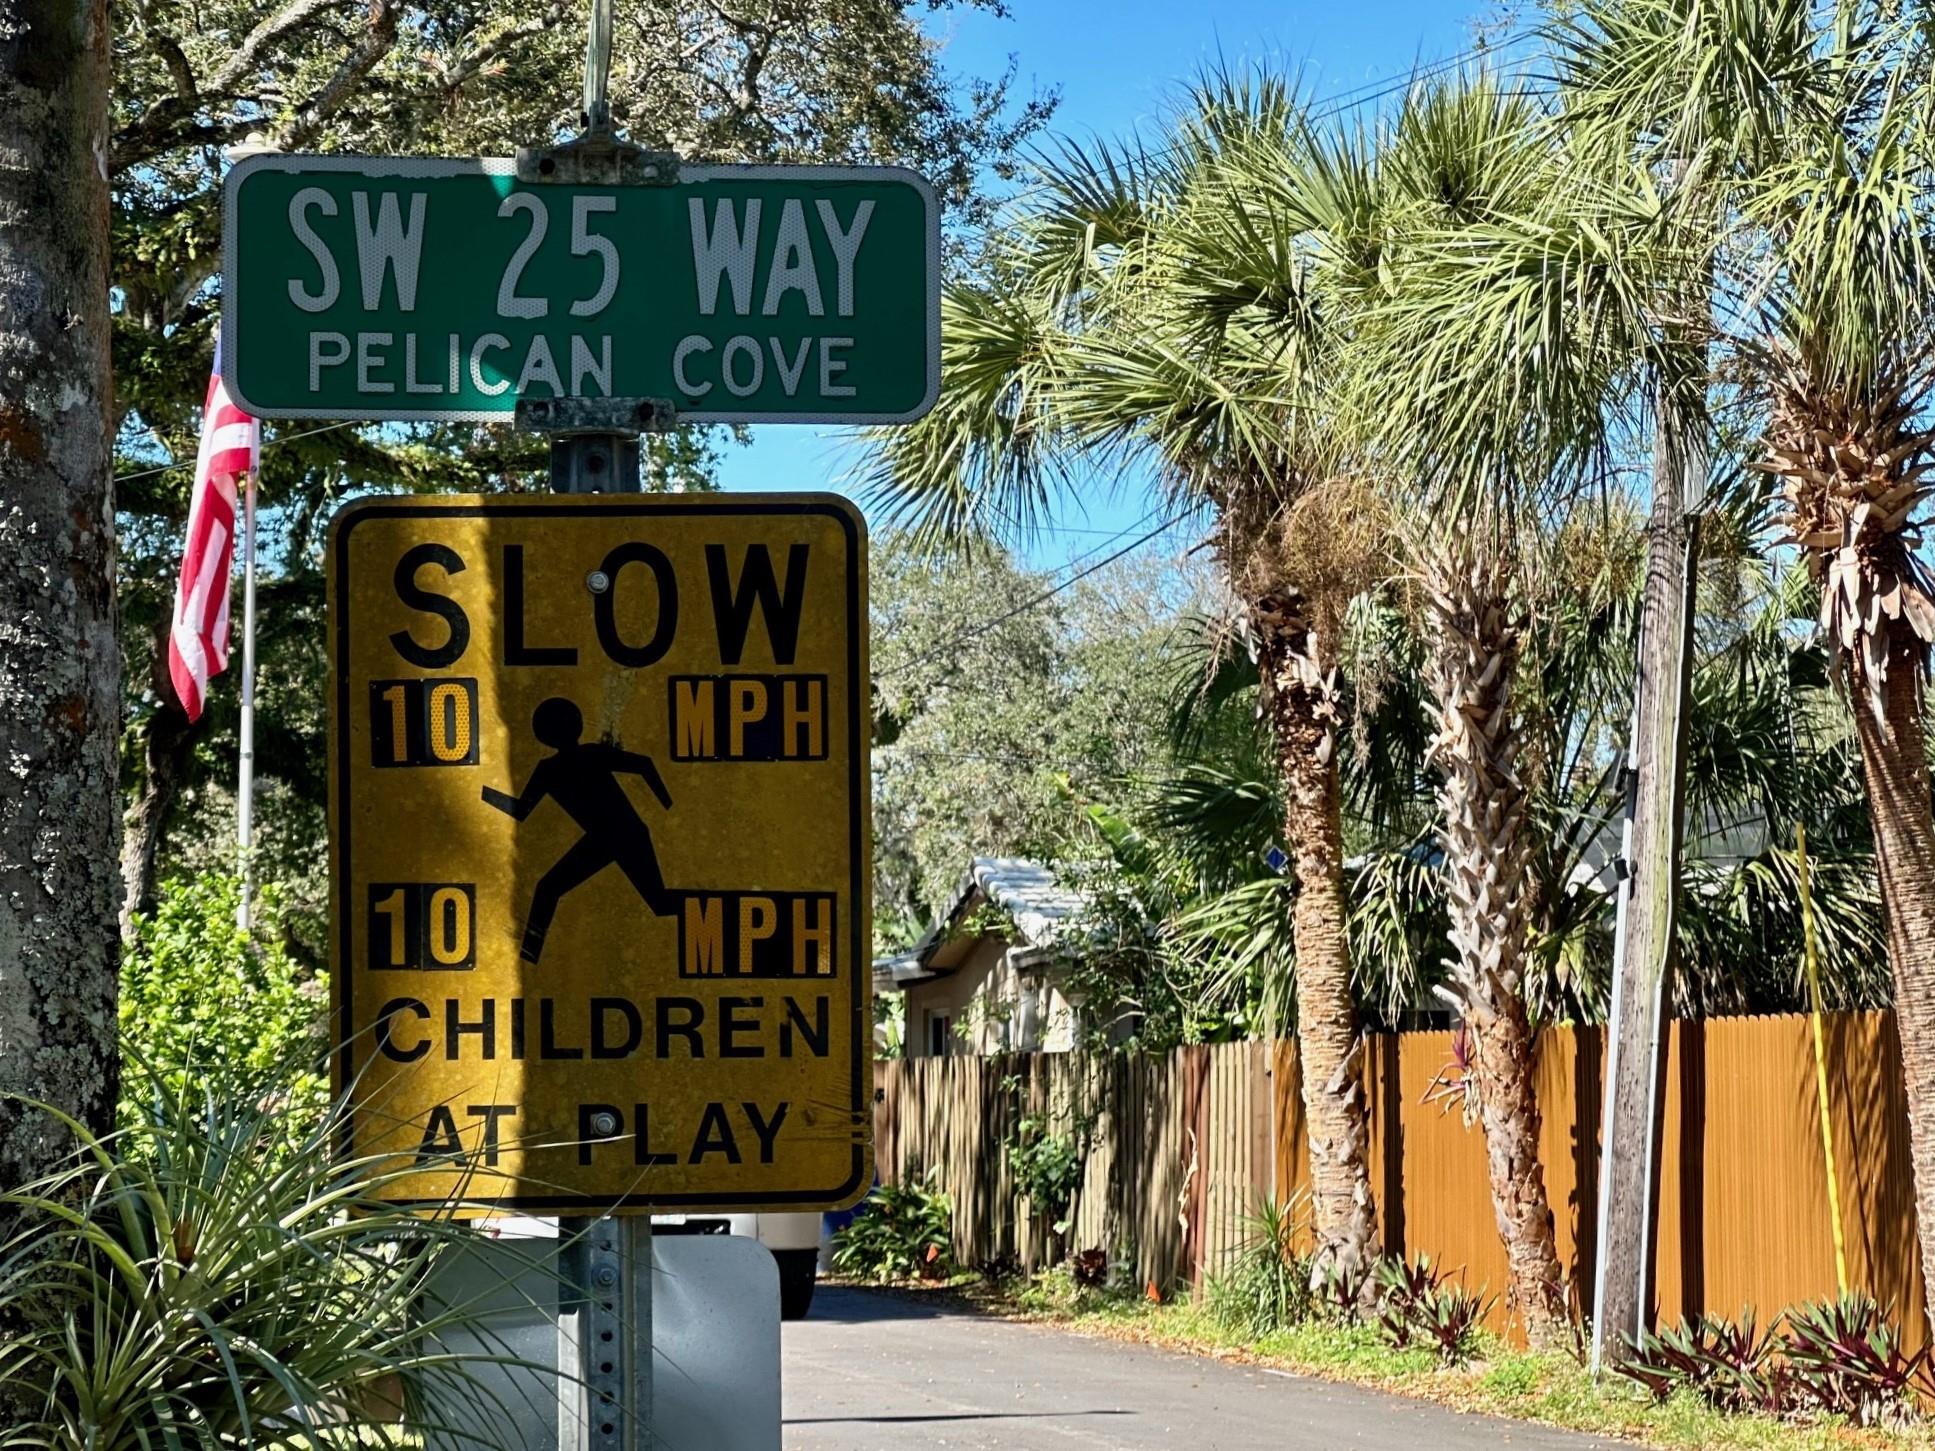 SW 25 WAY
PELICAN COVE
SLOW
10 MPH
10 MPH
CHILDREN
AT PLAY